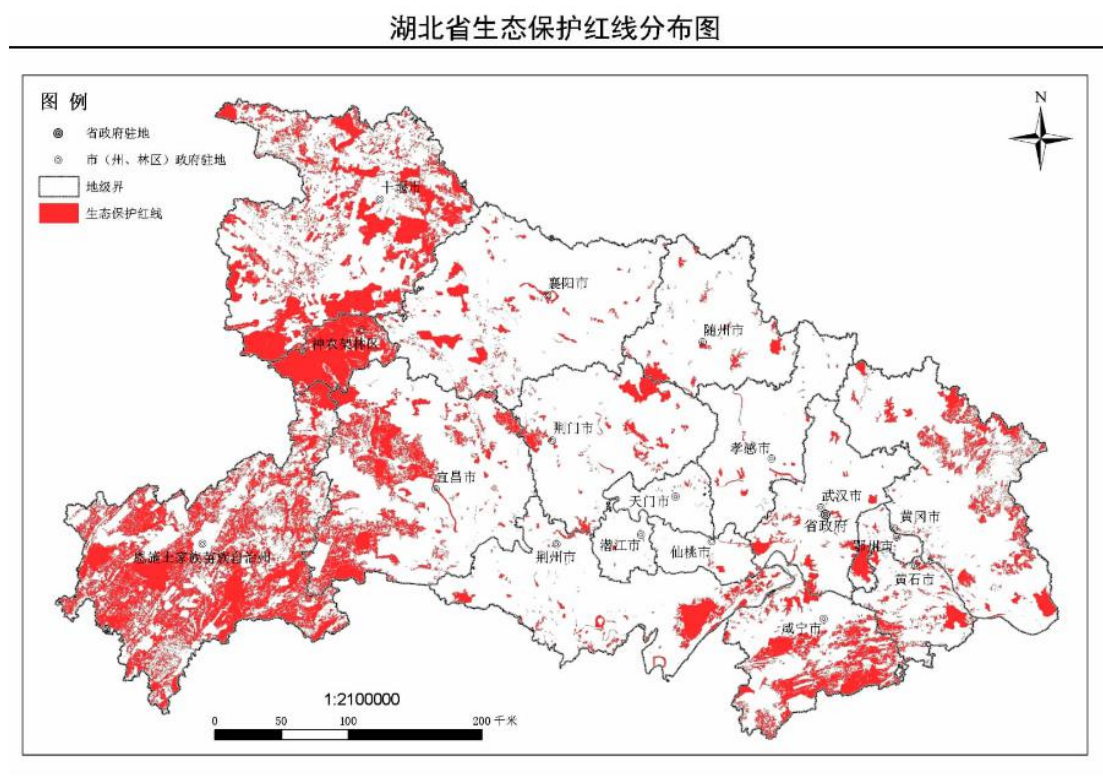 湖北省生态保护红线分布图
图 例
省政府驻地
市（州、林区）政府驻地
地级界
生态保护红线
N
十堰市
襄阳市
随州市
神农架林区
荆门市
孝感市
宜昌市
天门市
武汉市
省政府
黄冈市
鄂州市
恩施土家族苗族自治州
荆州市
潜江市
仙桃市
黄石市
咸宁市
1:2100000
0 50 100 200 千米